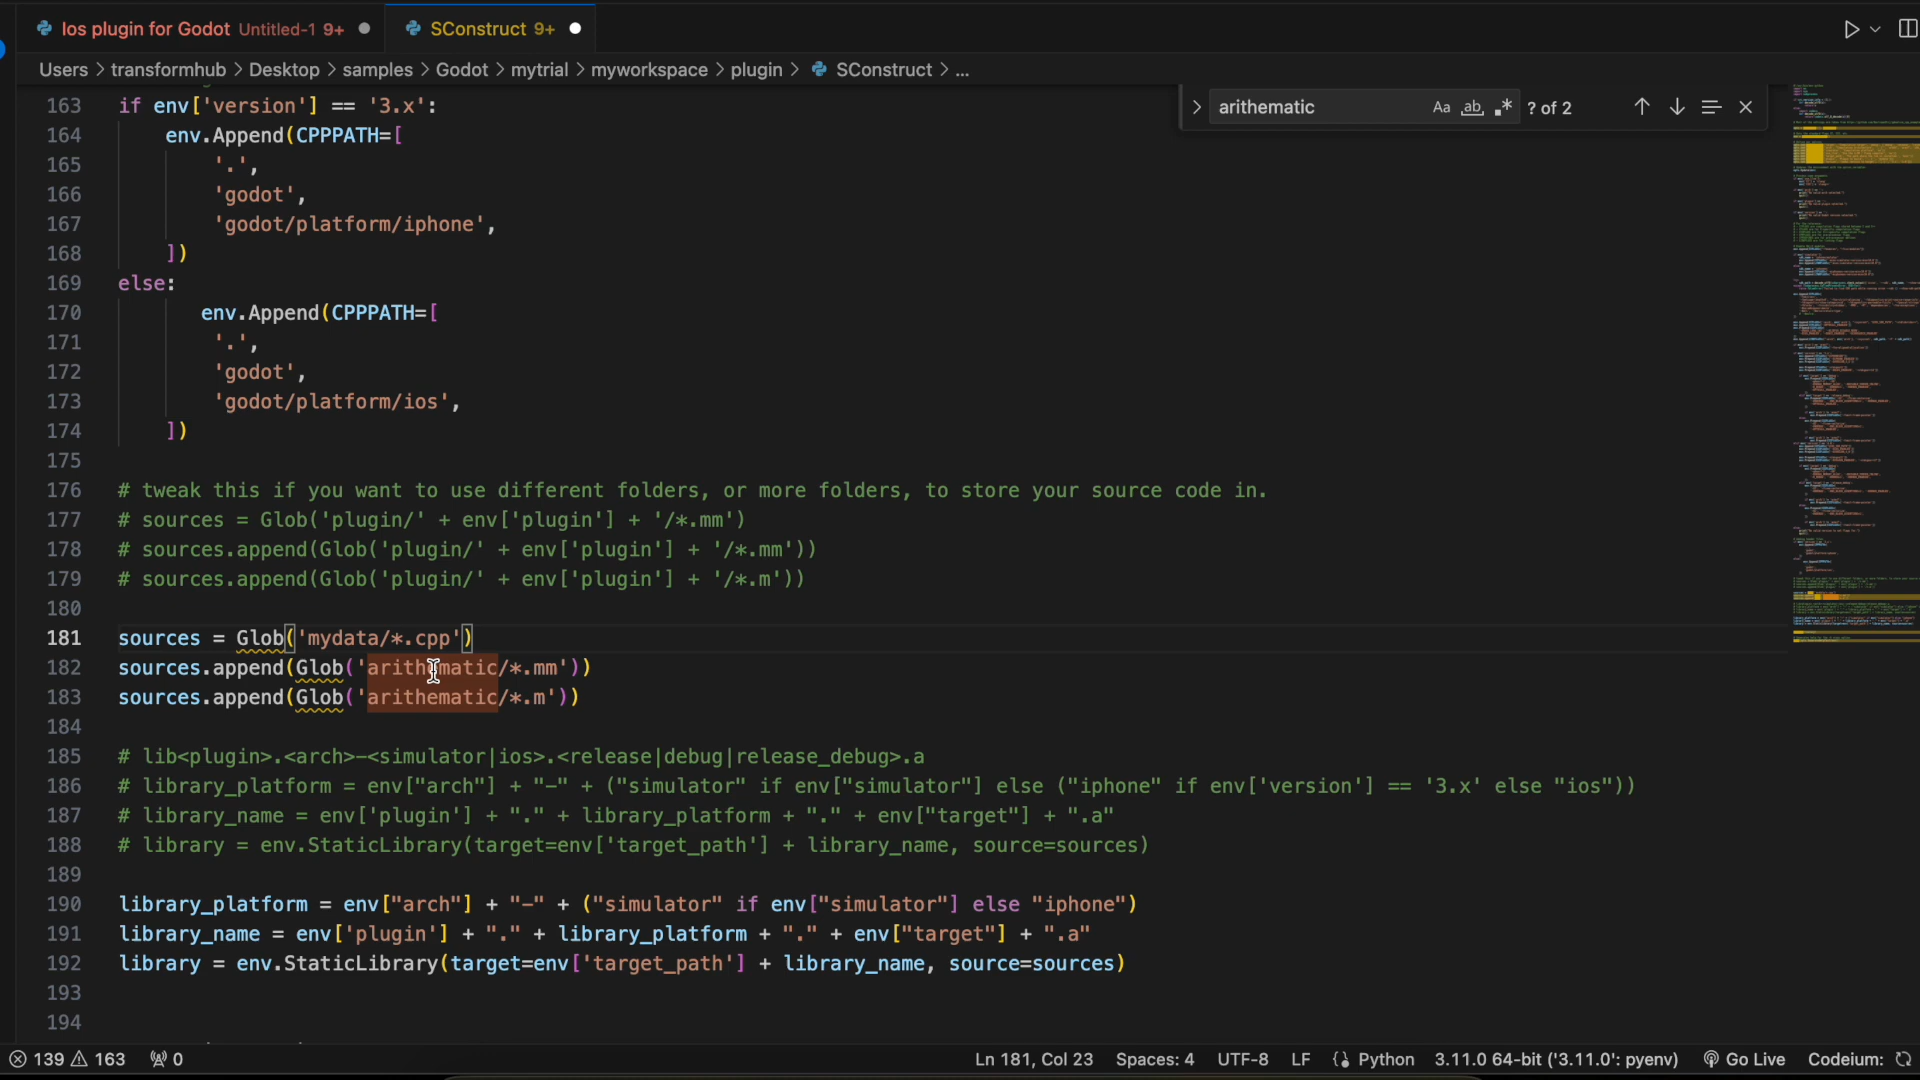 Ios plugin for Godot Untitled-1 9+
SConstruct 9+
Users > transformhub > Desktop > samples > Godot > mytrial > myworkspace > plugin > SConstruct > ...
arithematic
Aa ab .* ? of 2
163 if env['version'] == '3.x':
164 env.Append(CPPPATH=[
165 '.',
166 'godot',
167 'godot/platform/iphone',
168 ])
169 else:
170 env.Append(CPPPATH=[
171 '.',
172 'godot',
173 'godot/platform/ios',
174 ])
175
176 # tweak this if you want to use different folders, or more folders, to store your source code in.
177 # sources = Glob('plugin/' + env['plugin'] + '/*.mm')
178 # sources.append(Glob('plugin/' + env['plugin'] + '/*.mm'))
179 # sources.append(Glob('plugin/' + env['plugin'] + '/*.m'))
180
181 sources = Glob('mydata/*.cpp')
182 sources.append(Glob('arithematic/*.mm'))
183 sources.append(Glob('arithematic/*.m'))
184
185 # lib<plugin>.<arch>-<simulator|ios>.<release|debug|release_debug>.a
186 # library_platform = env["arch"] + "-" + ("simulator" if env["simulator"] else ("iphone" if env['version'] == '3.x' else "ios"))
187 # library_name = env['plugin'] + "." + library_platform + "." + env["target"] + ".a"
188 # library = env.StaticLibrary(target=env['target_path'] + library_name, source=sources)
189
190 library_platform = env["arch"] + "-" + ("simulator" if env["simulator"] else "iphone")
191 library_name = env['plugin'] + "." + library_platform + "." + env["target"] + ".a"
192 library = env.StaticLibrary(target=env['target_path'] + library_name, source=sources)
193
194
139 163 0 Ln 181, Col 23 Spaces: 4 UTF-8 LF Python 3.11.0 64-bit ('3.11.0': pyenv) Go Live Codeium: